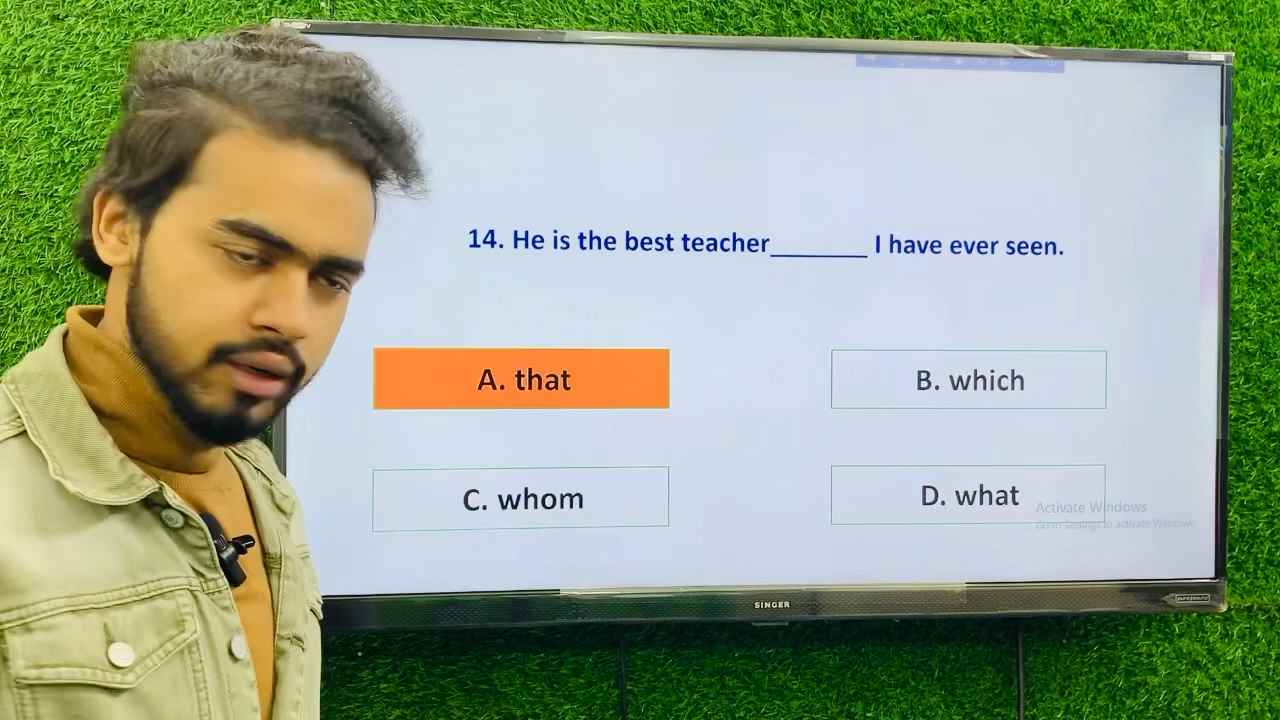 14. He is the best teacher_______ I have ever seen.
A. that
B. which
C. whom
D. what
Activate Windows
Go to Settings to activate Windows.
SINGER